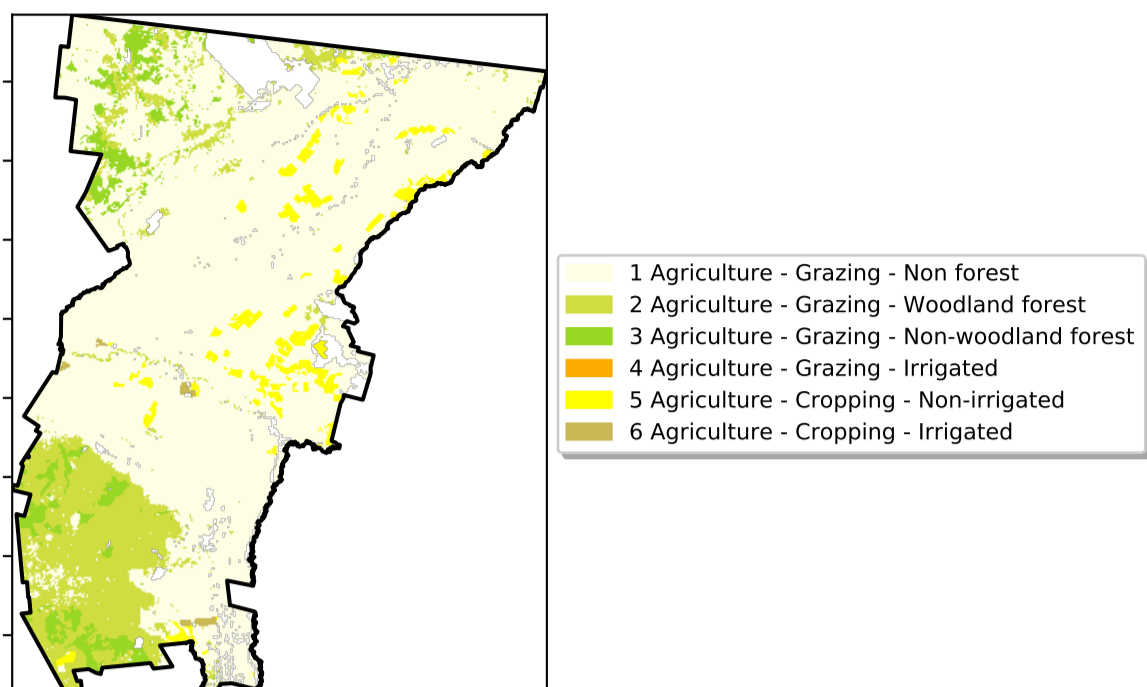 1 Agriculture - Grazing - Non forest
2 Agriculture - Grazing - Woodland forest
3 Agriculture - Grazing - Non-woodland forest
4 Agriculture - Grazing - Irrigated
5 Agriculture - Cropping - Non-irrigated
6 Agriculture - Cropping - Irrigated